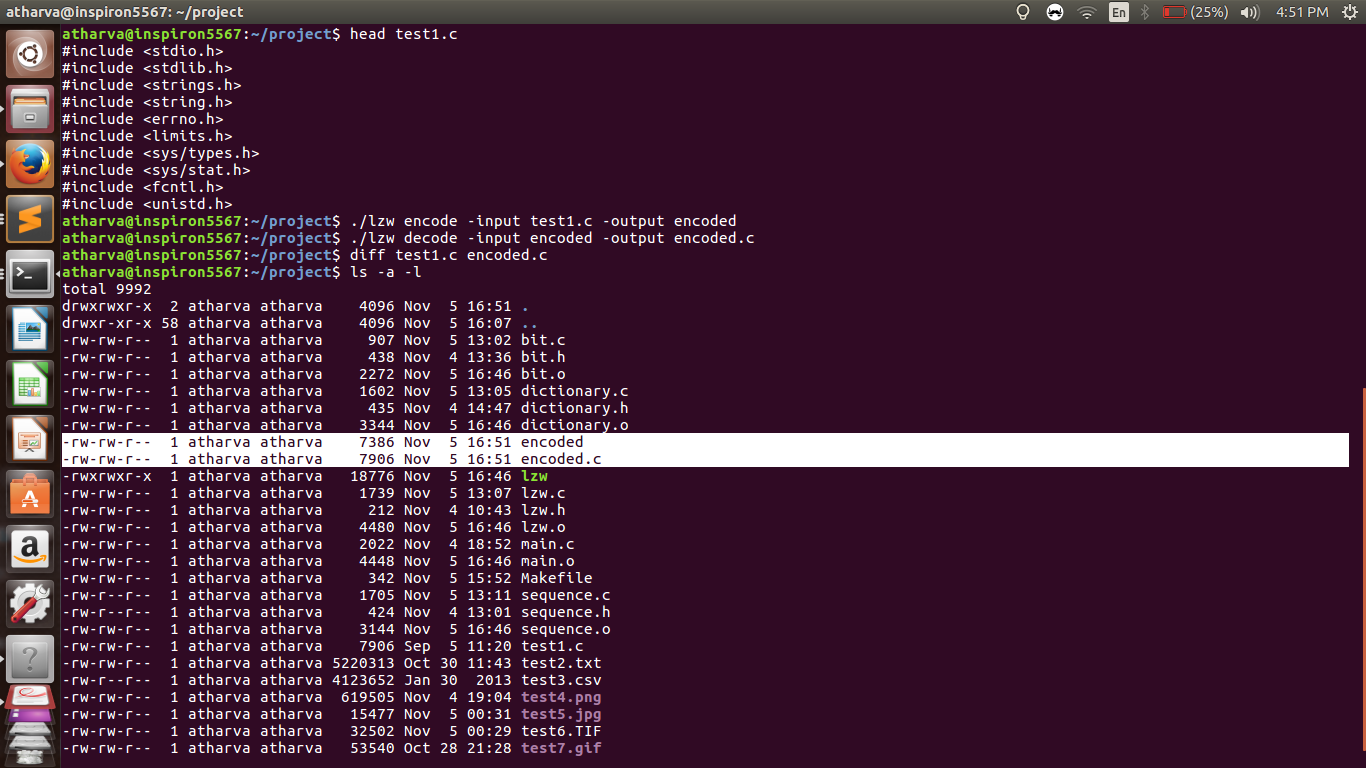 atharva@inspiron5567: ~/project En (25%) 4:51 PM
atharva@inspiron5567:~/project$ head test1.c
#include <stdio.h>
#include <stdlib.h>
#include <strings.h>
#include <string.h>
#include <errno.h>
#include <limits.h>
#include <sys/types.h>
#include <sys/stat.h>
#include <fcntl.h>
#include <unistd.h>
atharva@inspiron5567:~/project$ ./lzw encode -input test1.c -output encoded
atharva@inspiron5567:~/project$ ./lzw decode -input encoded -output encoded.c
atharva@inspiron5567:~/project$ diff test1.c encoded.c
atharva@inspiron5567:~/project$ ls -a -l
total 9992
drwxrwxr-x  2 atharva atharva    4096 Nov  5 16:51 .
drwxr-xr-x 58 atharva atharva    4096 Nov  5 16:07 ..
-rw-rw-r--  1 atharva atharva     907 Nov  5 13:02 bit.c
-rw-rw-r--  1 atharva atharva     438 Nov  4 13:36 bit.h
-rw-rw-r--  1 atharva atharva    2272 Nov  5 16:46 bit.o
-rw-rw-r--  1 atharva atharva    1602 Nov  5 13:05 dictionary.c
-rw-rw-r--  1 atharva atharva     435 Nov  4 14:47 dictionary.h
-rw-rw-r--  1 atharva atharva    3344 Nov  5 16:46 dictionary.o
-rw-rw-r--  1 atharva atharva    7386 Nov  5 16:51 encoded
-rw-rw-r--  1 atharva atharva    7906 Nov  5 16:51 encoded.c
-rwxrwxr-x  1 atharva atharva   18776 Nov  5 16:46 lzw
-rw-rw-r--  1 atharva atharva    1739 Nov  5 13:07 lzw.c
-rw-rw-r--  1 atharva atharva     212 Nov  4 10:43 lzw.h
-rw-rw-r--  1 atharva atharva    4480 Nov  5 16:46 lzw.o
-rw-rw-r--  1 atharva atharva    2022 Nov  4 18:52 main.c
-rw-rw-r--  1 atharva atharva    4448 Nov  5 16:46 main.o
-rw-rw-r--  1 atharva atharva     342 Nov  5 15:52 Makefile
-rw-r--r--  1 atharva atharva    1705 Nov  5 13:11 sequence.c
-rw-r--r--  1 atharva atharva     424 Nov  4 13:01 sequence.h
-rw-rw-r--  1 atharva atharva    3144 Nov  5 16:46 sequence.o
-rw-rw-r--  1 atharva atharva    7906 Sep  5 11:20 test1.c
-rw-rw-r--  1 atharva atharva 5220313 Oct 30 11:43 test2.txt
-rw-r--r--  1 atharva atharva 4123652 Jan 30  2013 test3.csv
-rw-rw-r--  1 atharva atharva  619505 Nov  4 19:04 test4.png
-rw-rw-r--  1 atharva atharva   15477 Nov  5 00:31 test5.jpg
-rw-rw-r--  1 atharva atharva   32502 Nov  5 00:29 test6.TIF
-rw-rw-r--  1 atharva atharva   53540 Oct 28 21:28 test7.gif